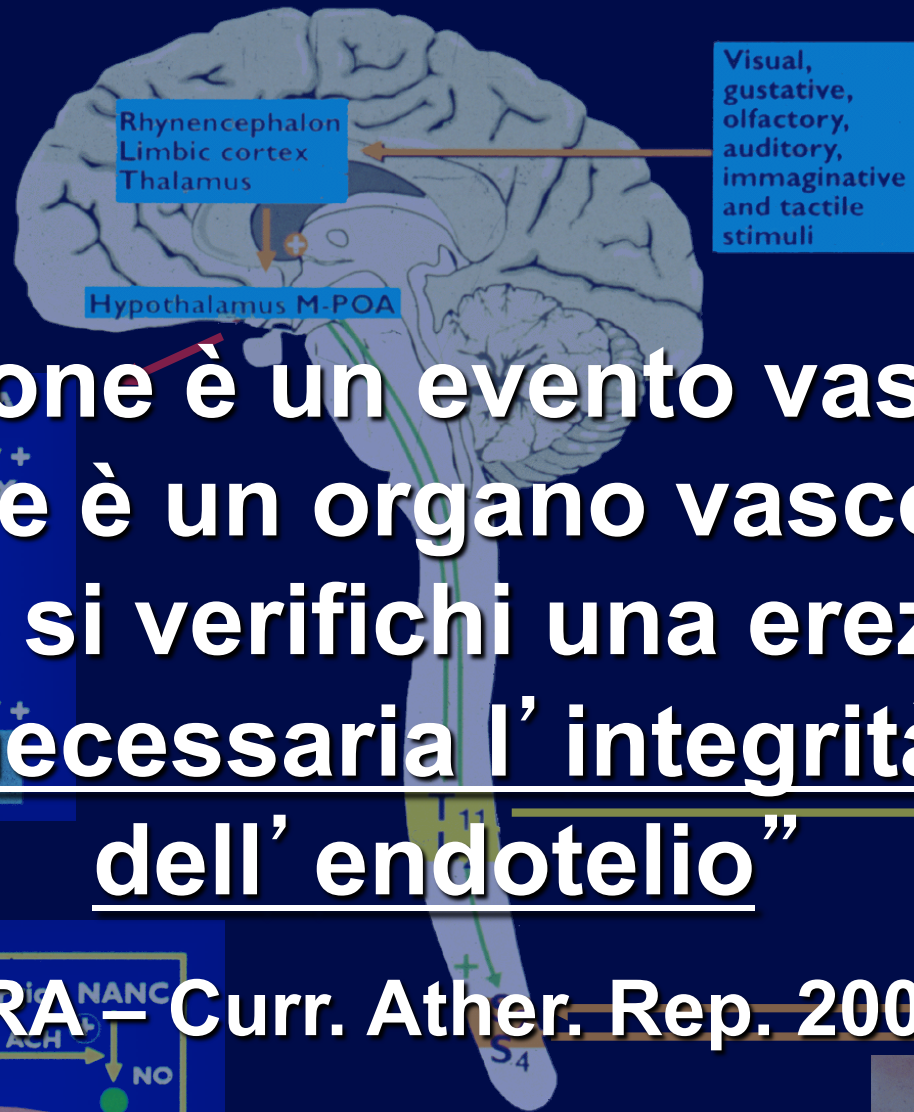 Rhynencephalon
Limbic cortex
Thalamus
Visual,
gustative,
olfactory,
auditory,
immaginative
and tactile
stimuli
Hypothalamus M-POA
one è un evento vas
e è un organo vasc
si verifichi una erez
ecessaria l’ integrità
dell’ endotelio”
+
+
T 11
+
NANC
RA – Curr. Ather. Rep. 200
ACH
NO
S4